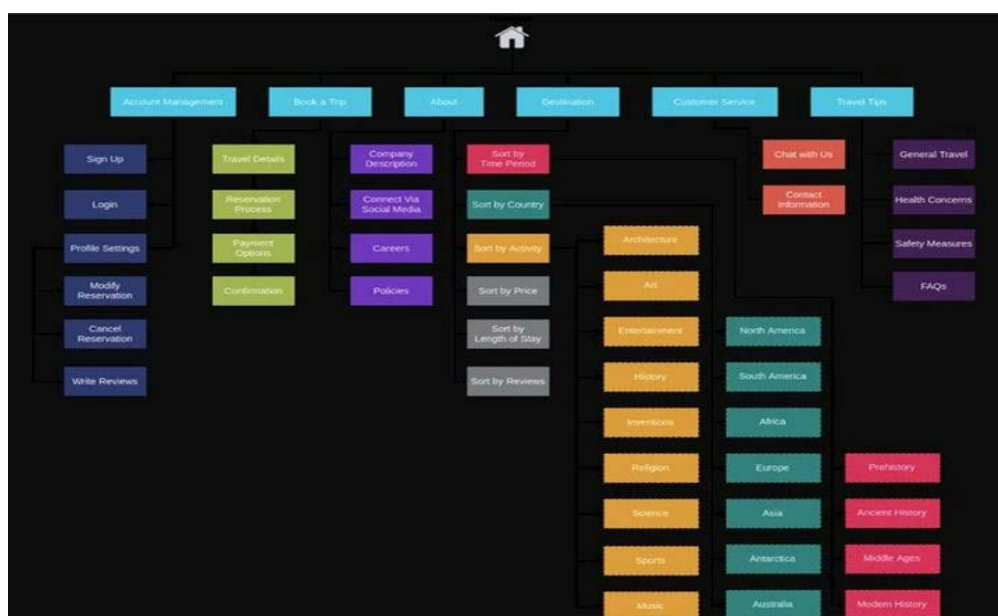 Account Management
Book a Trip
About
Destination
Customer Service
Travel Tips
Sign Up
Login
Profile Settings
Modify
Reservation
Cancel
Reservation
Write Reviews
Travel Details
Reservation
Process
Payment
Options
Confirmation
Company
Description
Connect Via
Social Media
Careers
Policies
Sort by
Time Period
Sort by Country
Sort by Activity
Sort by Price
Sort by
Length of Stay
Sort by Reviews
Architecture
Art
Entertainment
History
Inventions
Religion
Science
Sports
Music
North America
South America
Africa
Europe
Asia
Antarctica
Australia
Prehistory
Ancient History
Middle Ages
Modern History
Chat with Us
Contact
Information
General Travel
Health Concerns
Safety Measures
FAQs